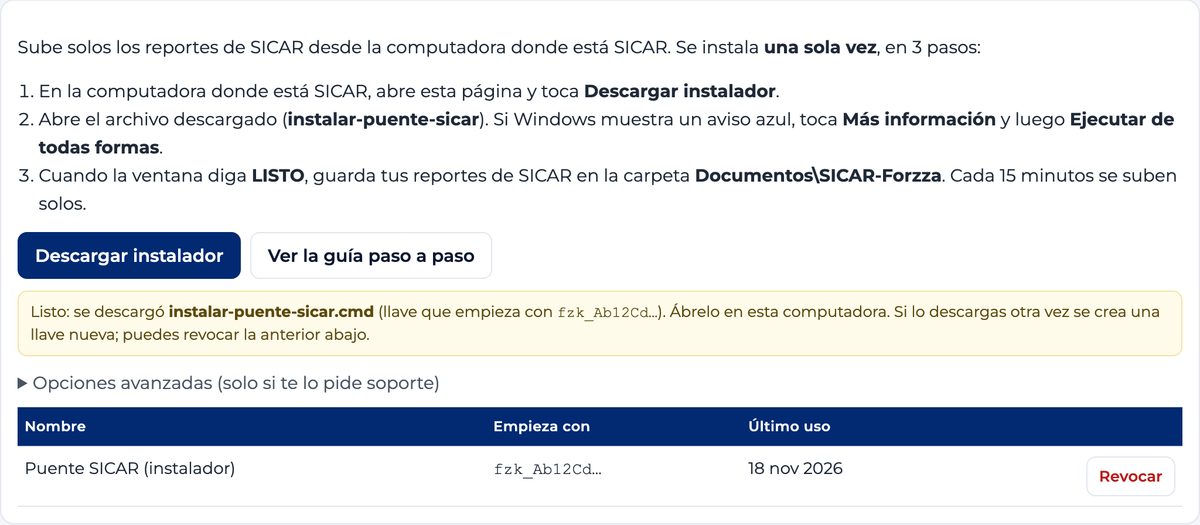 Sube solos los reportes de SICAR desde la computadora donde está SICAR. Se instala una sola vez, en 3 pasos:
1. En la computadora donde está SICAR, abre esta página y toca Descargar instalador.
2. Abre el archivo descargado (instalar-puente-sicar). Si Windows muestra un aviso azul, toca Más información y luego Ejecutar de
todas formas.
3. Cuando la ventana diga LISTO, guarda tus reportes de SICAR en la carpeta Documentos\SICAR-Forzza. Cada 15 minutos se suben
solos.
Descargar instalador
Ver la guía paso a paso
Listo: se descargó instalar-puente-sicar.cmd (llave que empieza con fzk_Ab12Cd…). Ábrelo en esta computadora. Si lo descargas otra vez se crea una
llave nueva; puedes revocar la anterior abajo.
Opciones avanzadas (solo si te lo pide soporte)
Nombre Empieza con Último uso
Puente SICAR (instalador) fzk_Ab12Cd… 18 nov 2026 Revocar